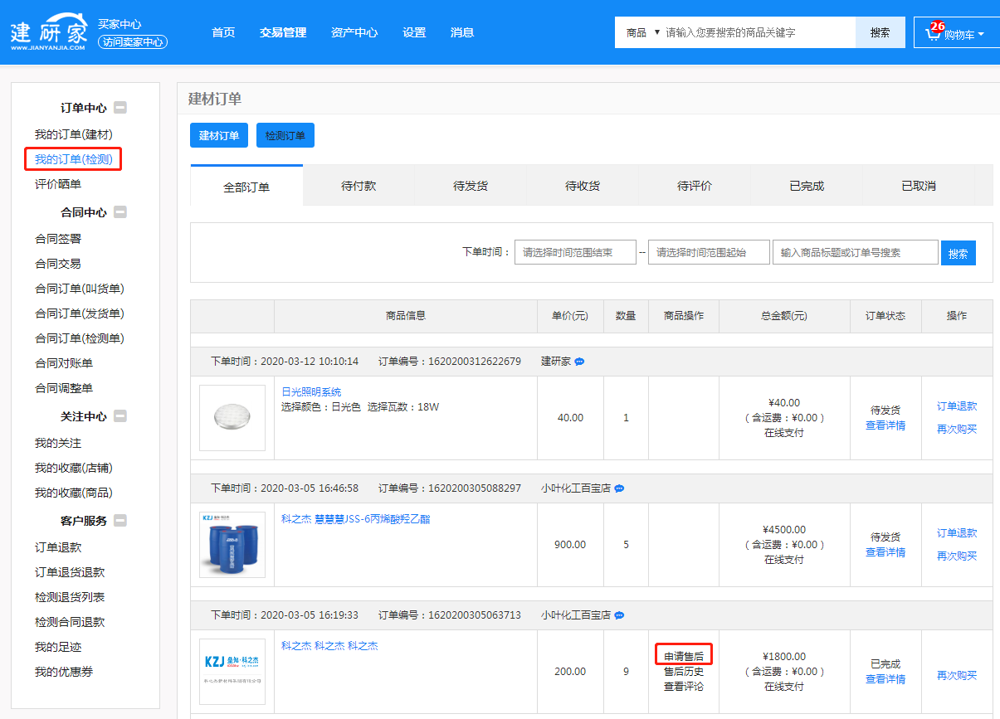 建研家
WWW.JIANYANJIA.COM
买家中心
访问卖家中心
首页 交易管理 资产中心 设置 消息
商品 ▼ 请输入您要搜索的商品关键字 搜索
26 购物车
订单中心
我的订单(建材)
我的订单(检测)
评价晒单
合同中心
合同签署
合同交易
合同订单(叫货单)
合同订单(发货单)
合同订单(检测单)
合同对账单
合同调整单
关注中心
我的关注
我的收藏(店铺)
我的收藏(商品)
客户服务
订单退款
订单退货退款
检测退货列表
检测合同退款
我的足迹
我的优惠券
建材订单
建材订单 检测订单
全部订单 待付款 待发货 待收货 待评价 已完成 已取消
下单时间： 请选择时间范围结束 -- 请选择时间范围起始 输入商品标题或订单号搜索 搜索
商品信息 单价(元) 数量 商品操作 总金额(元) 订单状态 操作
下单时间：2020-03-12 10:10:14 订单编号：1620200312622679 建研家
日光照明系统
选择颜色：日光色 选择瓦数：18W
40.00 1
¥40.00
（含运费：¥0.00）
在线支付
待发货
查看详情
订单退款
再次购买
下单时间：2020-03-05 16:46:58 订单编号：1620200305088297 小叶化工百宝店
KZJ
科之杰 慧慧慧JSS-6丙烯酸羟乙酯
900.00 5
¥4500.00
（含运费：¥0.00）
在线支付
待发货
查看详情
订单退款
再次购买
下单时间：2020-03-05 16:19:33 订单编号：1620200305063713 小叶化工百宝店
KZJ 垒知·科之杰
科之杰新材料集团有限公司
科之杰 科之杰 科之杰
200.00 9
申请售后
售后历史
查看评论
¥1800.00
（含运费：¥0.00）
在线支付
已完成
查看详情
再次购买